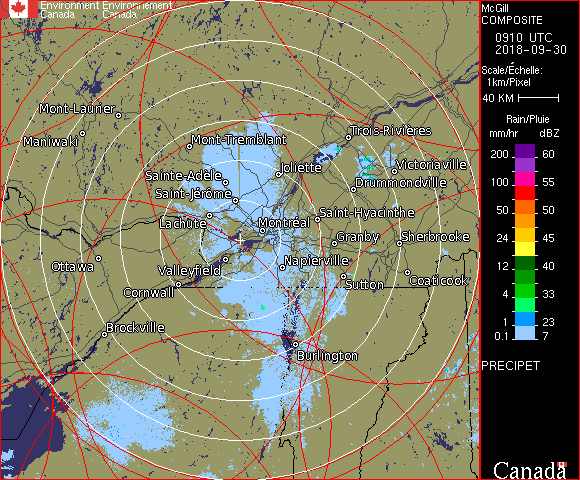 Environment Environnement
Canada Canada
McGill
COMPOSITE
0910 UTC
2018-09-30
Scale/Échelle:
1km/Pixel
40 KM
Rain/Pluie
mm/hr dBZ
200 60
55
100 55
50 50
24 45
12 40
4 33
1 23
0.1 7
PRECIPET
Canada
Mont-Laurier
Maniwaki
Mont-Tremblant
Trois-Rivières
Joliette
Victoriaville
Sainte-Adèle
Drummondville
Saint-Jérôme
Saint-Hyacinthe
Lachute
Montréal
Granby
Sherbrooke
Ottawa
Valleyfield
Napierville
Cornwall
Sutton
Coaticook
Brockville
Burlington